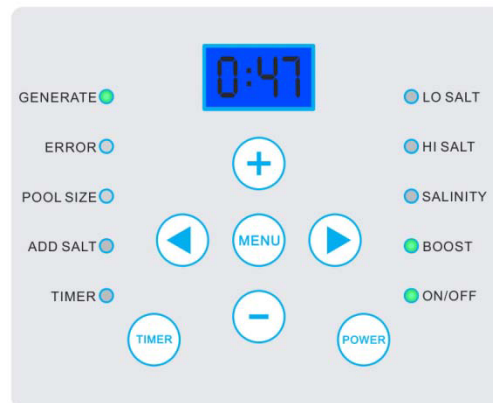 0:47
GENERATE
LO SALT
ERROR
HI SALT
+
POOL SIZE
SALINITY
ADD SALT
MENU
BOOST
TIMER
ON/OFF
−
TIMER
POWER